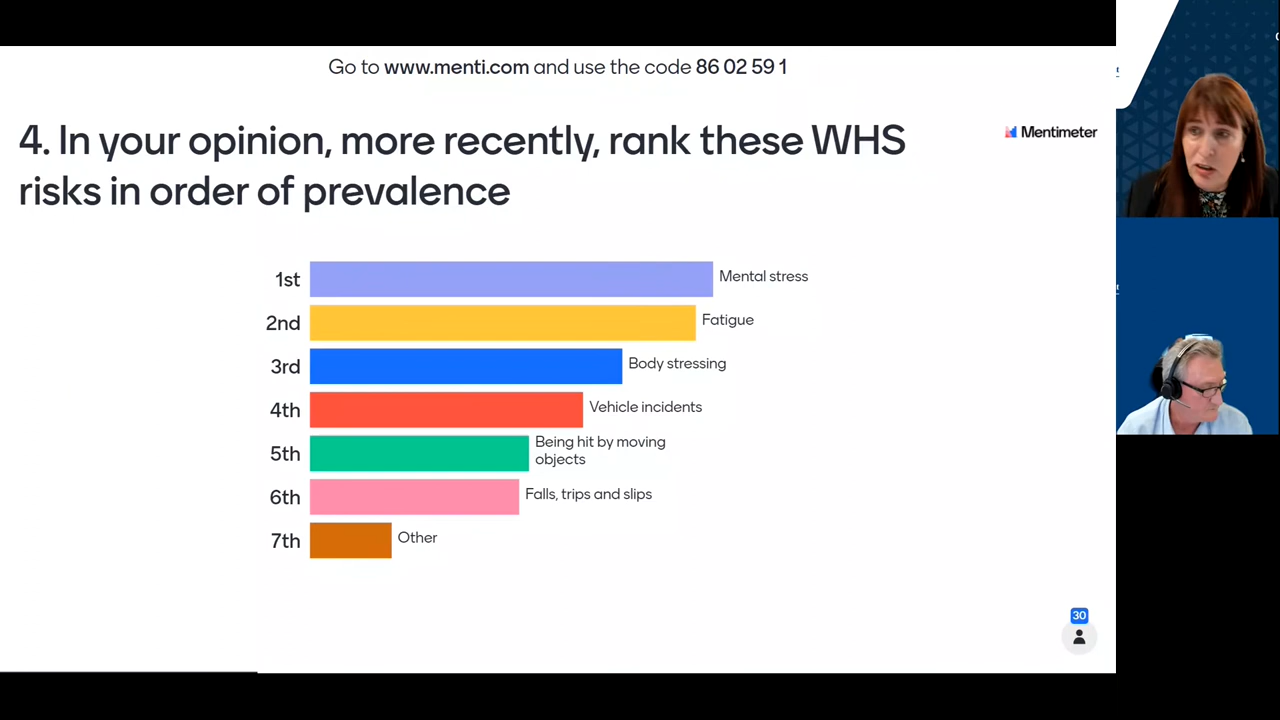 Go to www.menti.com and use the code 86 02 59 1
4. In your opinion, more recently, rank these WHS
risks in order of prevalence
Mentimeter
1st Mental stress
2nd Fatigue
3rd Body stressing
4th Vehicle incidents
5th Being hit by moving
objects
6th Falls, trips and slips
7th Other
30